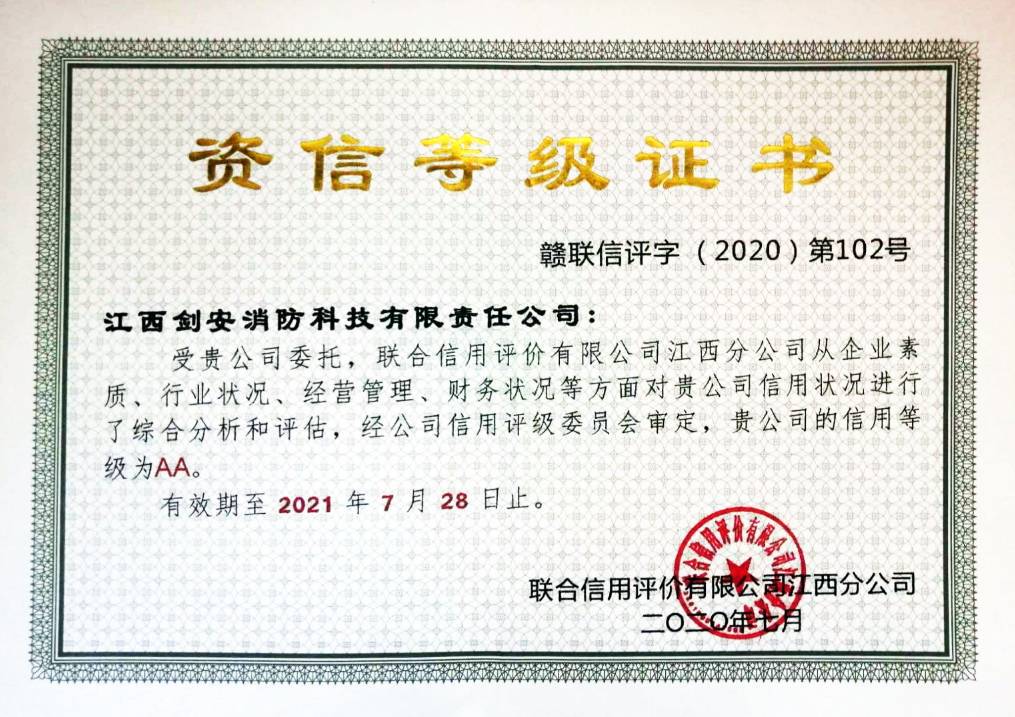 资信等级证书
赣联信评字（2020）第102号
江西剑安消防科技有限责任公司：
受贵公司委托，联合信用评价有限公司江西分公司从企业素
质、行业状况、经营管理、财务状况等方面对贵公司信用状况进行
了综合分析和评估，经公司信用评级委员会审定，贵公司的信用等
级为AA。
有效期至 2021 年 7 月 28 日止。
联合信用评价有限公司江西分公司
二〇二〇年七月